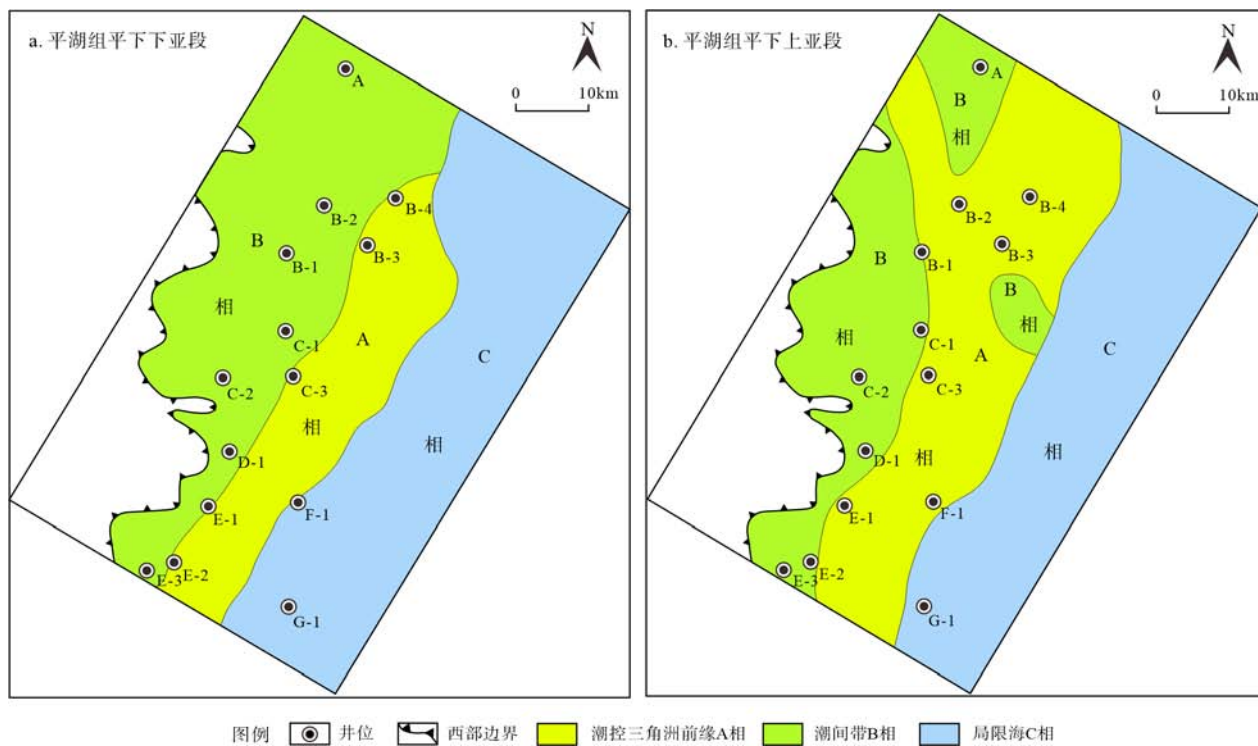 a. 平湖组平下下亚段
N
0 10km
A
B-2
B-4
B
B-1
B-3
相
C-1
A
C
C-2
C-3
相
相
D-1
E-1
F-1
E-3
E-2
G-1
b. 平湖组平下上亚段
N
0 10km
A
B
相
B-2
B-4
B
B-1
B-3
B
相
相
C-1
A
C
C-2
C-3
相
相
D-1
E-1
F-1
E-3
E-2
G-1
图例 井位 西部边界 潮控三角洲前缘A相 潮间带B相 局限海C相